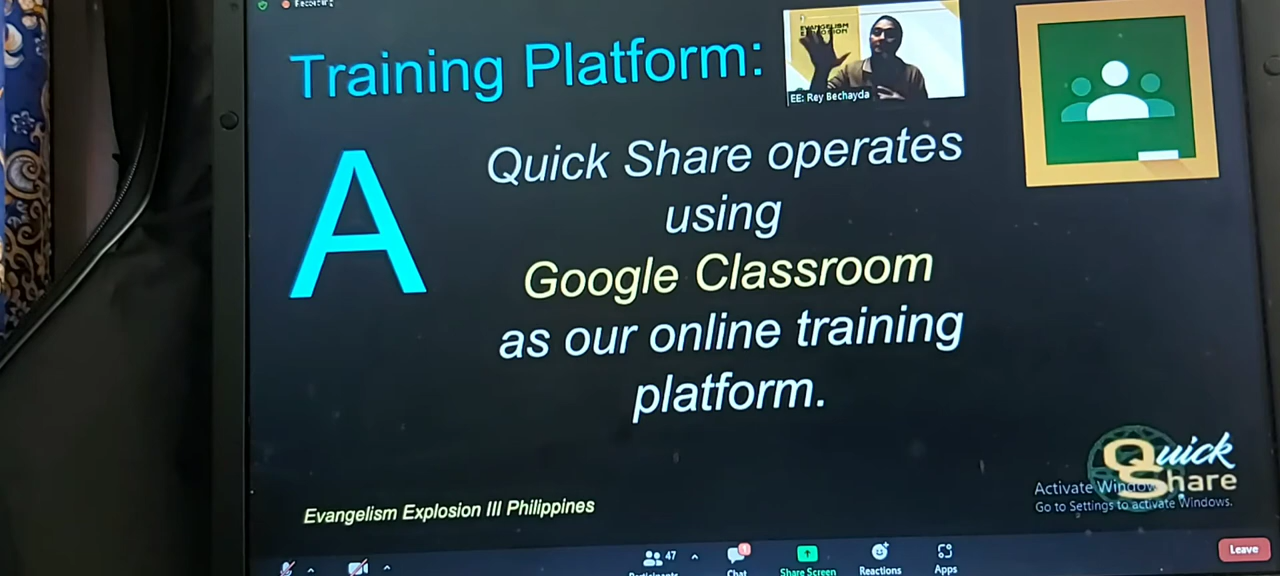 Recording
Training Platform:
EVANGELISM
EXPLOSION
EE: Rey Bechayda
A
Quick Share operates
using
Google Classroom
as our online training
platform.
Quick
Share
Activate Windows
Go to Settings to activate Windows.
Evangelism Explosion III Philippines
47
1
Participants
Chat
Share Screen
Reactions
Apps
Leave